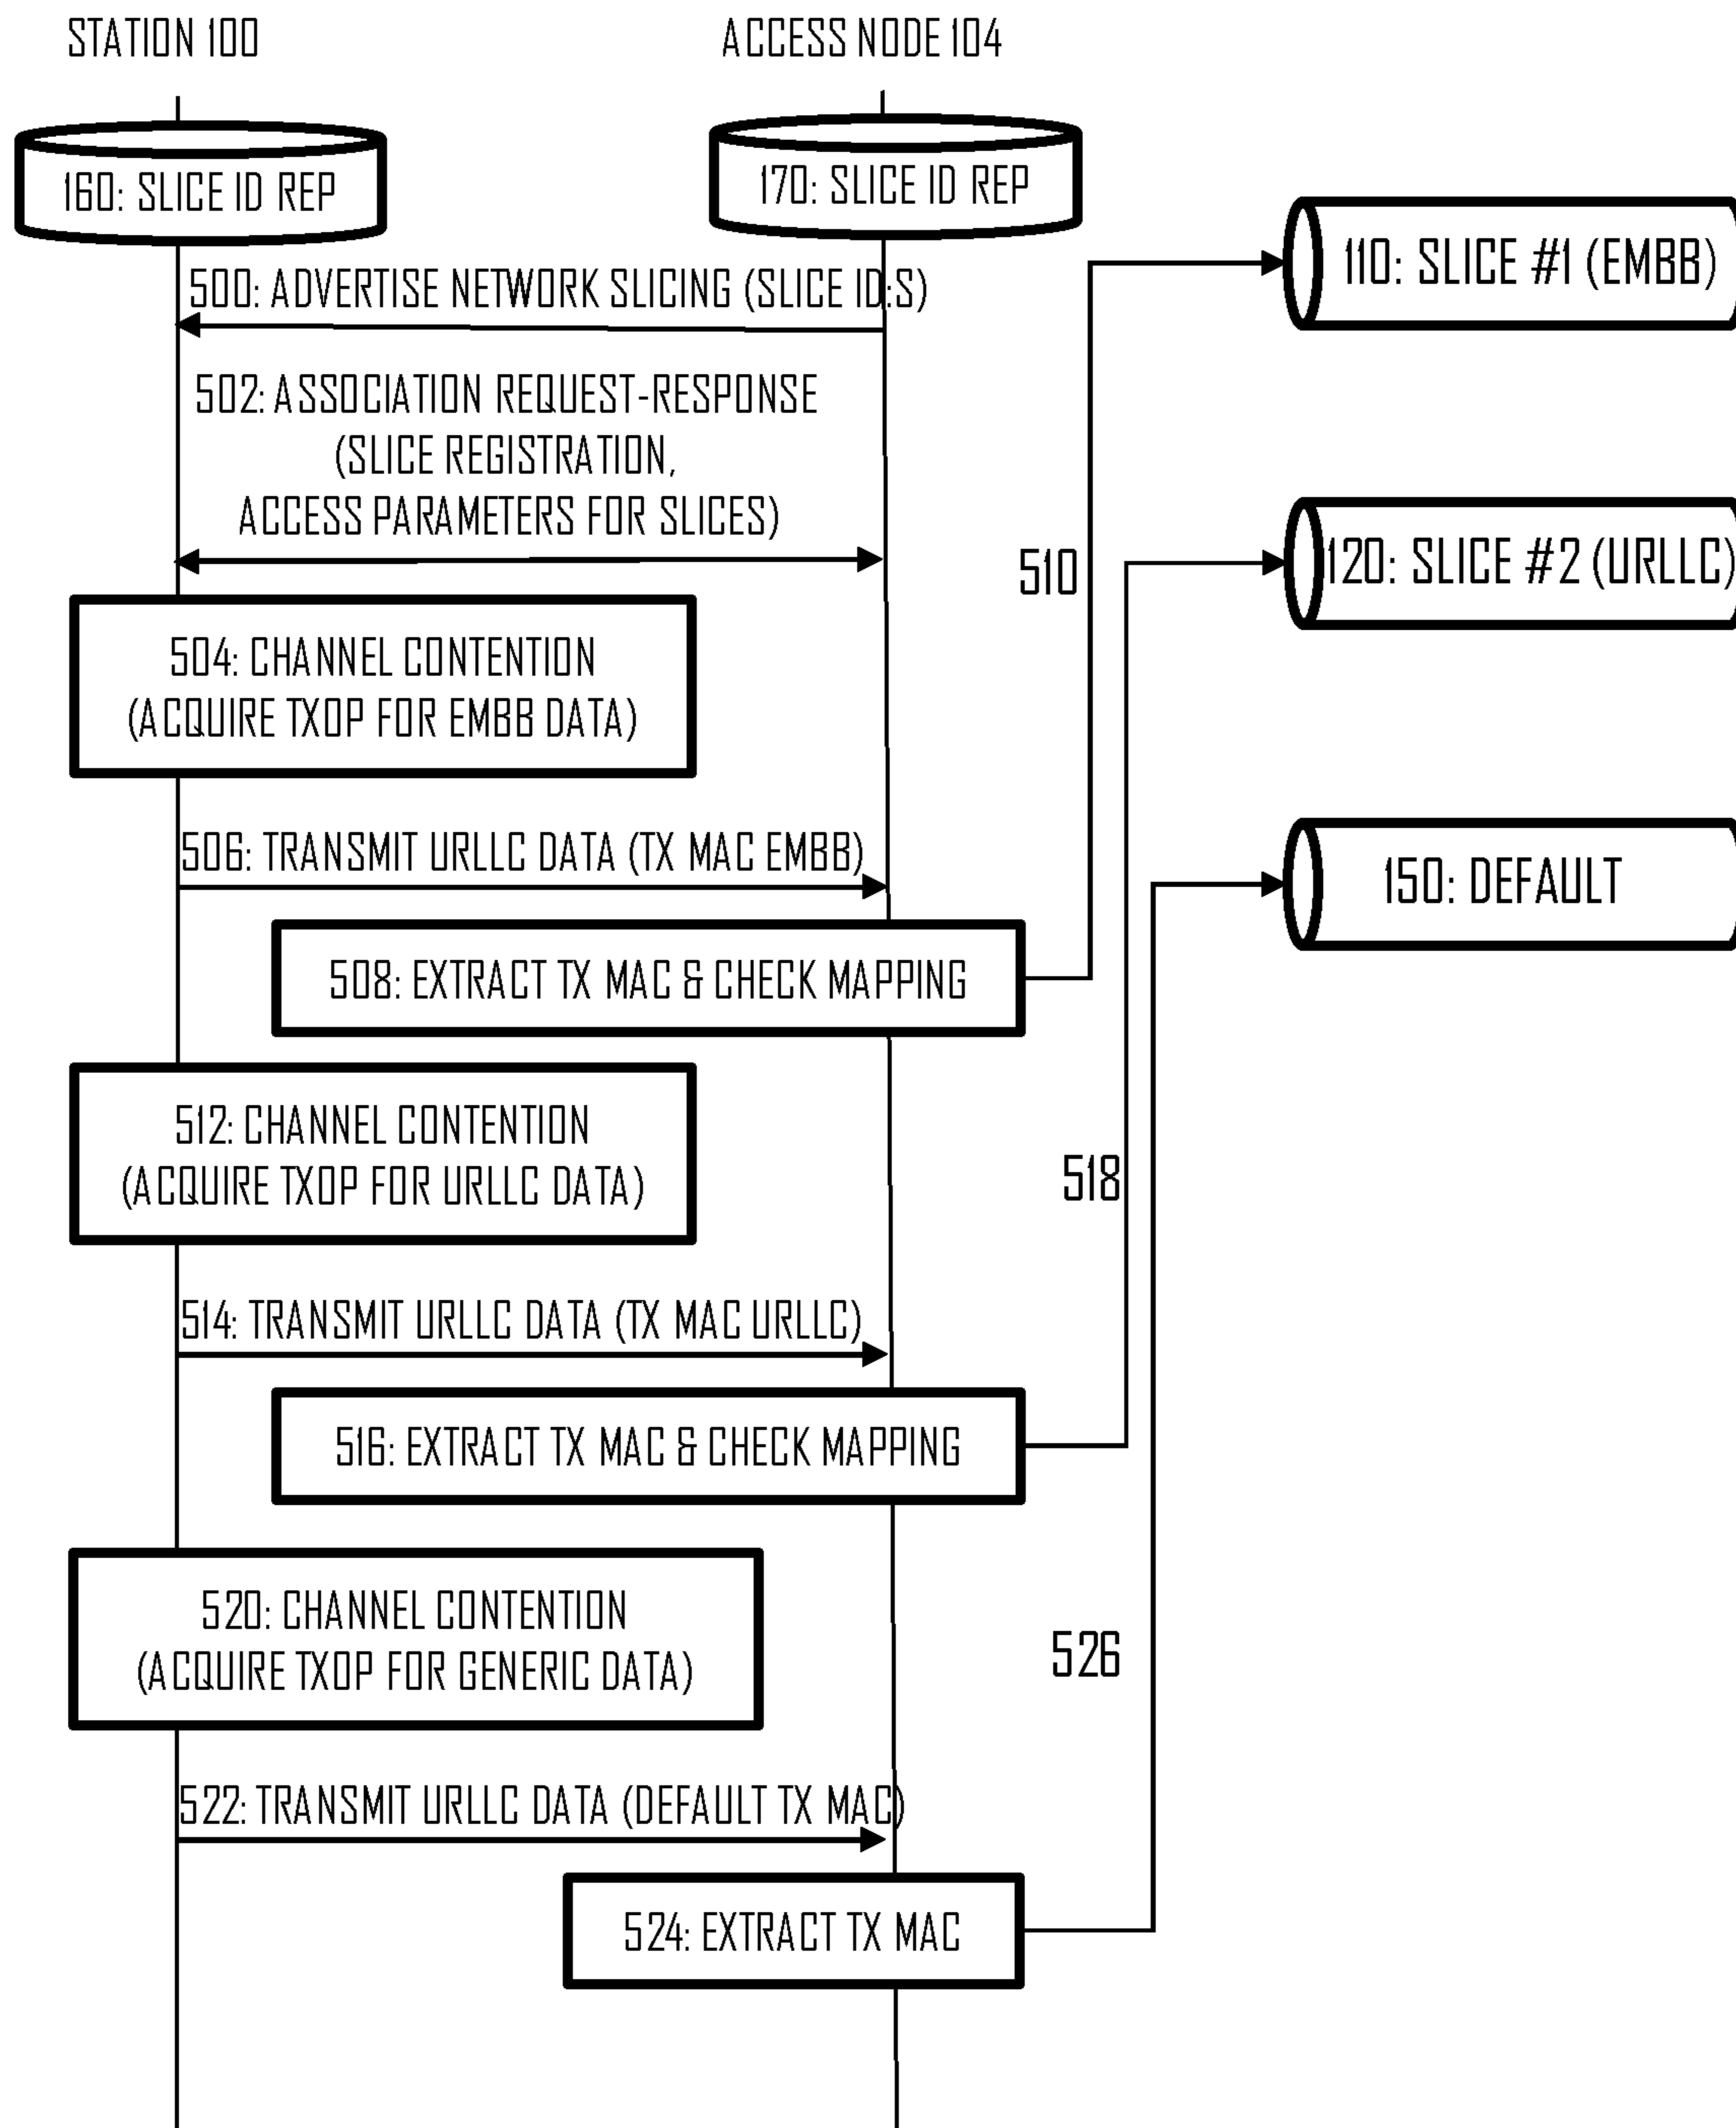 STATION 100
ACCESS NODE 104
160: SLICE ID REP
170: SLICE ID REP
110: SLICE #1 (EMBB)
500: ADVERTISE NETWORK SLICING (SLICE ID:S)
502: ASSOCIATION REQUEST-RESPONSE
(SLICE REGISTRATION,
ACCESS PARAMETERS FOR SLICES)
510
120: SLICE #2 (URLLC)
504: CHANNEL CONTENTION
(ACQUIRE TXOP FOR EMBB DATA)
506: TRANSMIT URLLC DATA (TX MAC EMBB)
150: DEFAULT
508: EXTRACT TX MAC & CHECK MAPPING
512: CHANNEL CONTENTION
(ACQUIRE TXOP FOR URLLC DATA)
518
514: TRANSMIT URLLC DATA (TX MAC URLLC)
516: EXTRACT TX MAC & CHECK MAPPING
520: CHANNEL CONTENTION
(ACQUIRE TXOP FOR GENERIC DATA)
526
522: TRANSMIT URLLC DATA (DEFAULT TX MAC)
524: EXTRACT TX MAC